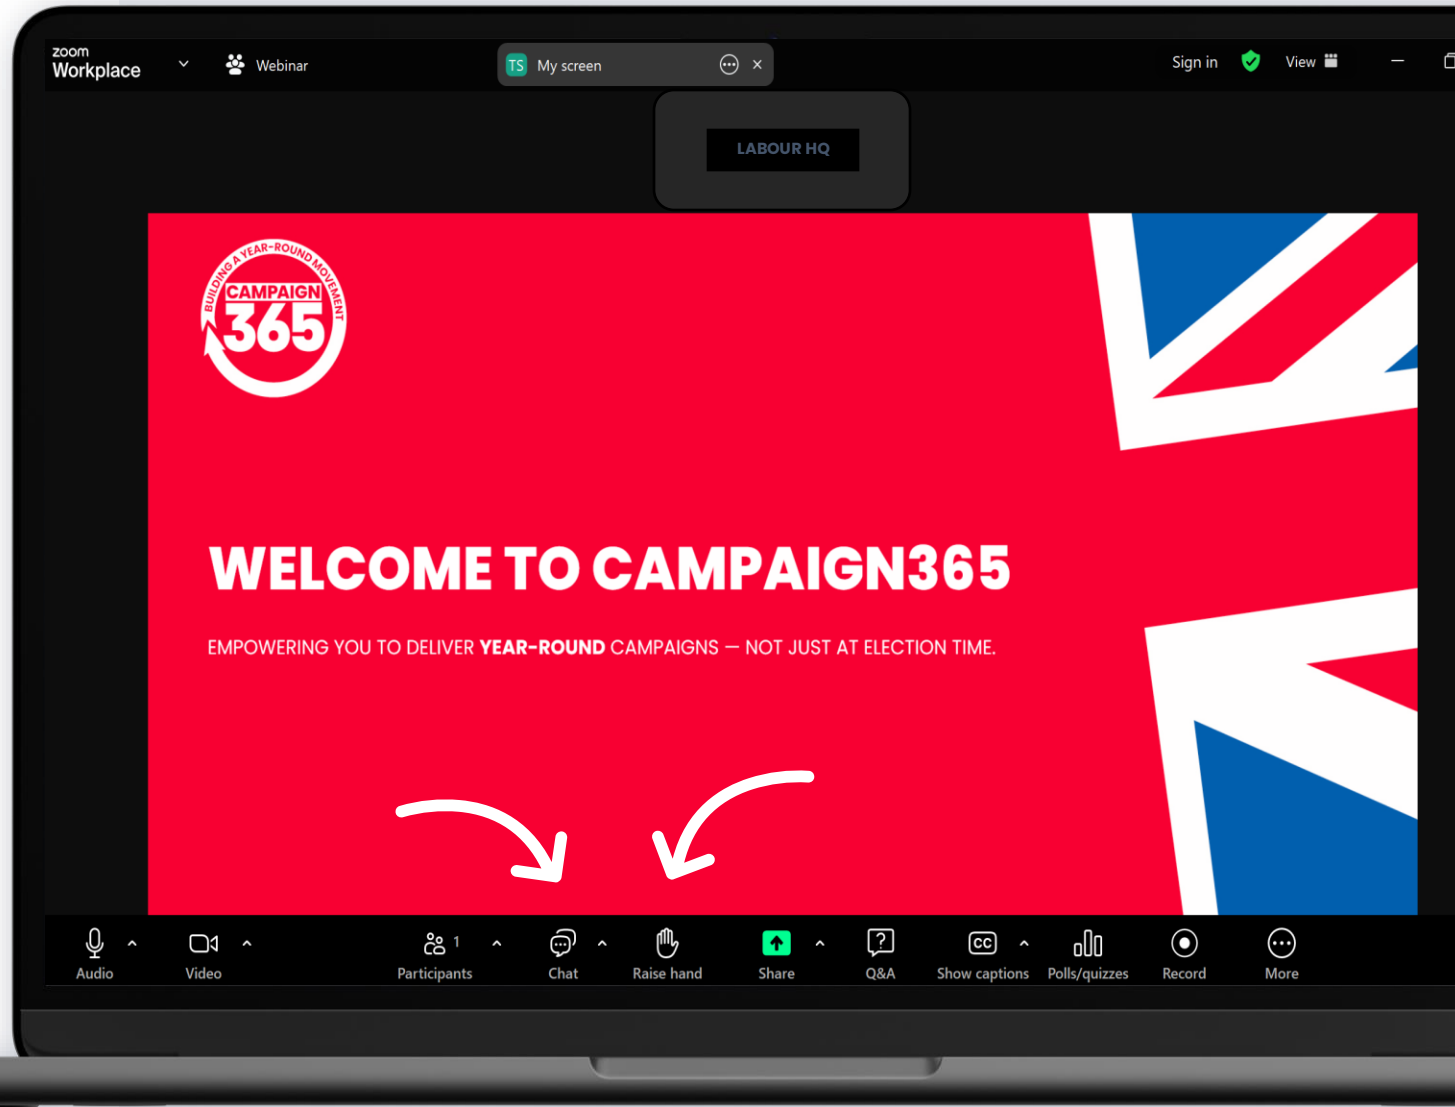 zoom
Workplace
Webinar
TS My screen
Sign in
View
LABOUR HQ
BUILDING A YEAR-ROUND MOVEMENT
CAMPAIGN
365
WELCOME TO CAMPAIGN365
EMPOWERING YOU TO DELIVER YEAR-ROUND CAMPAIGNS — NOT JUST AT ELECTION TIME.
1
CC
Audio
Video
Participants
Chat
Raise hand
Share
Q&A
Show captions
Polls/quizzes
Record
More